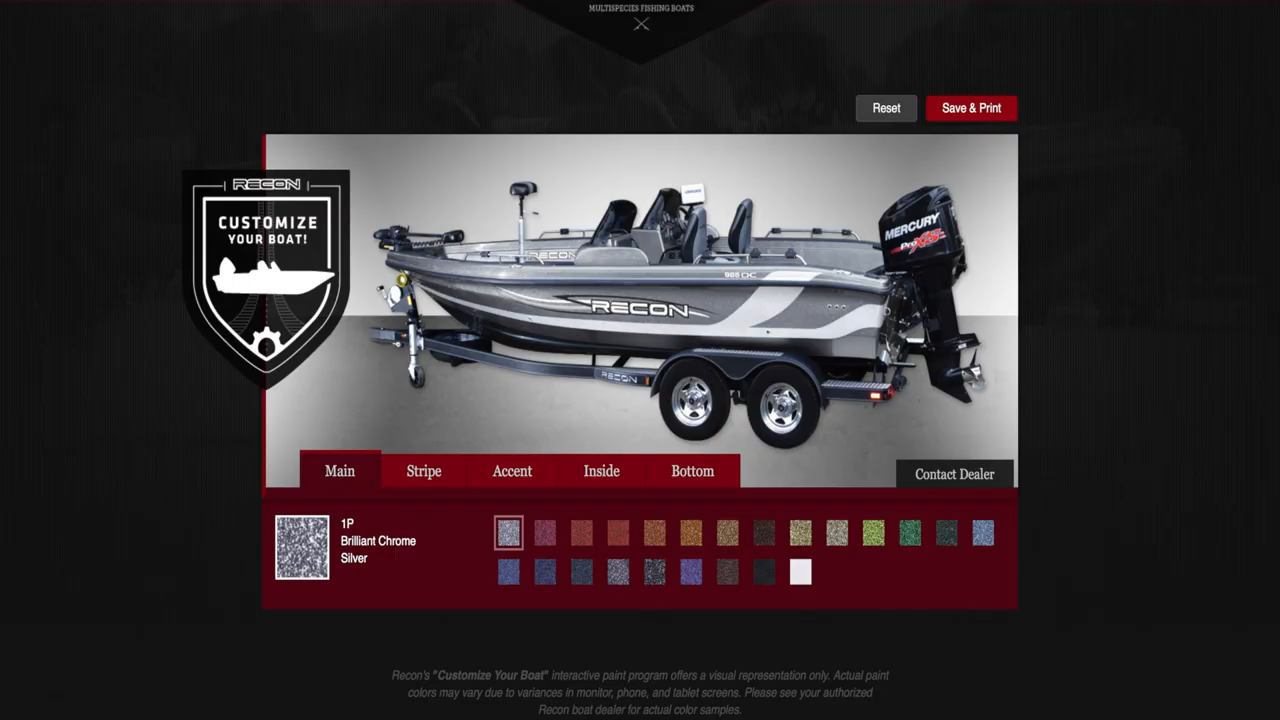 MULTISPECIES FISHING BOATS
Reset
Save & Print
RECON
CUSTOMIZE
YOUR BOAT!
MERCURY
Pro XS
RECON
985 DC
RECON
RECON
Main
Stripe
Accent
Inside
Bottom
Contact Dealer
1P
Brilliant Chrome
Silver
Recon's "Customize Your Boat" interactive paint program offers a visual representation only. Actual paint
colors may vary due to variances in monitor, phone, and tablet screens. Please see your authorized
Recon boat dealer for actual color samples.